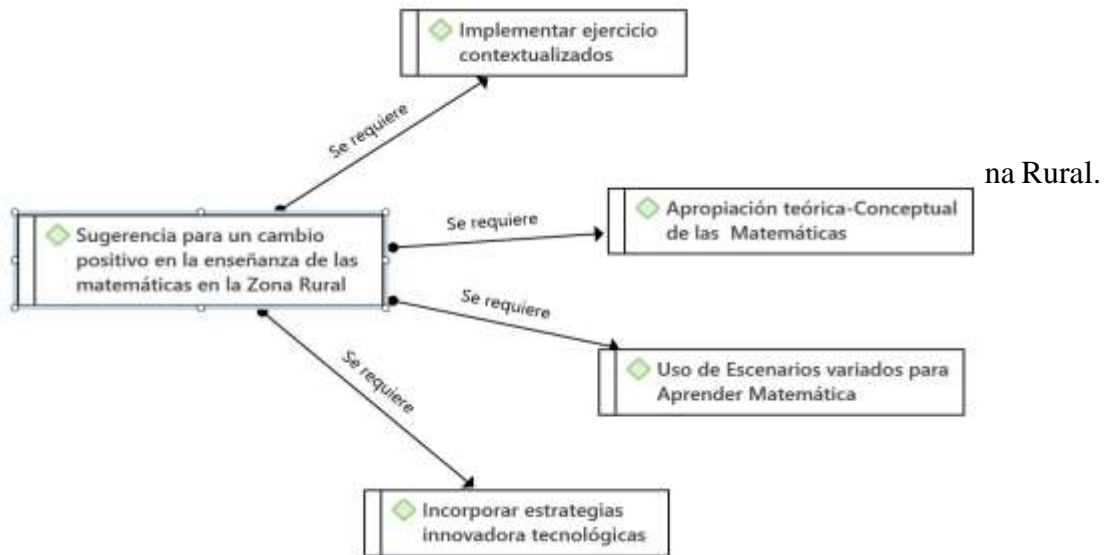 Implementar ejercicio
contextualizados
Se requiere
na Rural.
Se requiere
Apropiación teórica-Conceptual
de las Matemáticas
Sugerencia para un cambio
positivo en la enseñanza de las
matemáticas en la Zona Rural
Se requiere
Uso de Escenarios variados para
Aprender Matemática
Se requiere
Incorporar estrategias
innovadora tecnológicas